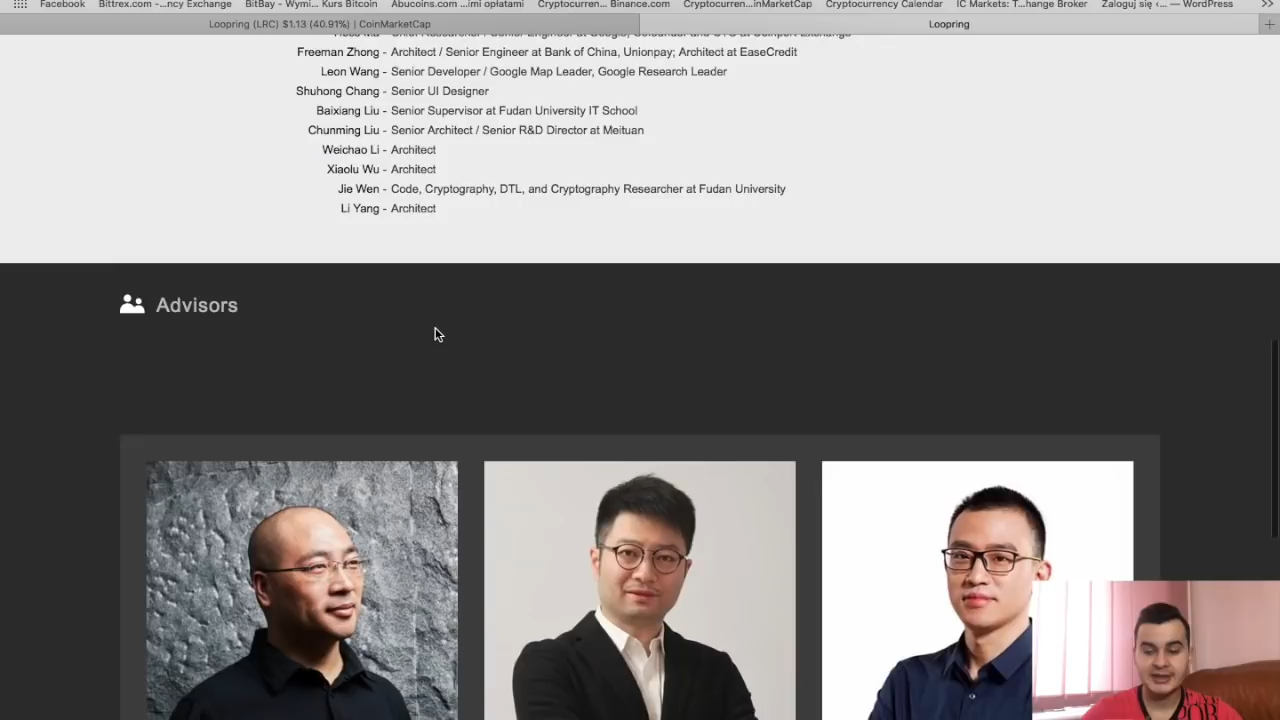 Facebook Bittrex.com -...ncy Exchange BitBay - Wymi... Kurs Bitcoin Abucoins.com ...imi opłatami Cryptocurren... Binance.com Cryptocurrenc...inMarketCap Cryptocurrency Calendar IC Markets: T...hange Broker Zaloguj się ‹... — WordPress
Loopring (LRC) $1.13 (40.91%) | CoinMarketCap Loopring
Freeman Zhong - Architect / Senior Engineer at Bank of China, Unionpay; Architect at EaseCredit
Leon Wang - Senior Developer / Google Map Leader, Google Research Leader
Shuhong Chang - Senior UI Designer
Baixiang Liu - Senior Supervisor at Fudan University IT School
Chunming Liu - Senior Architect / Senior R&D Director at Meituan
Weichao Li - Architect
Xiaolu Wu - Architect
Jie Wen - Code, Cryptography, DTL, and Cryptography Researcher at Fudan University
Li Yang - Architect
Advisors